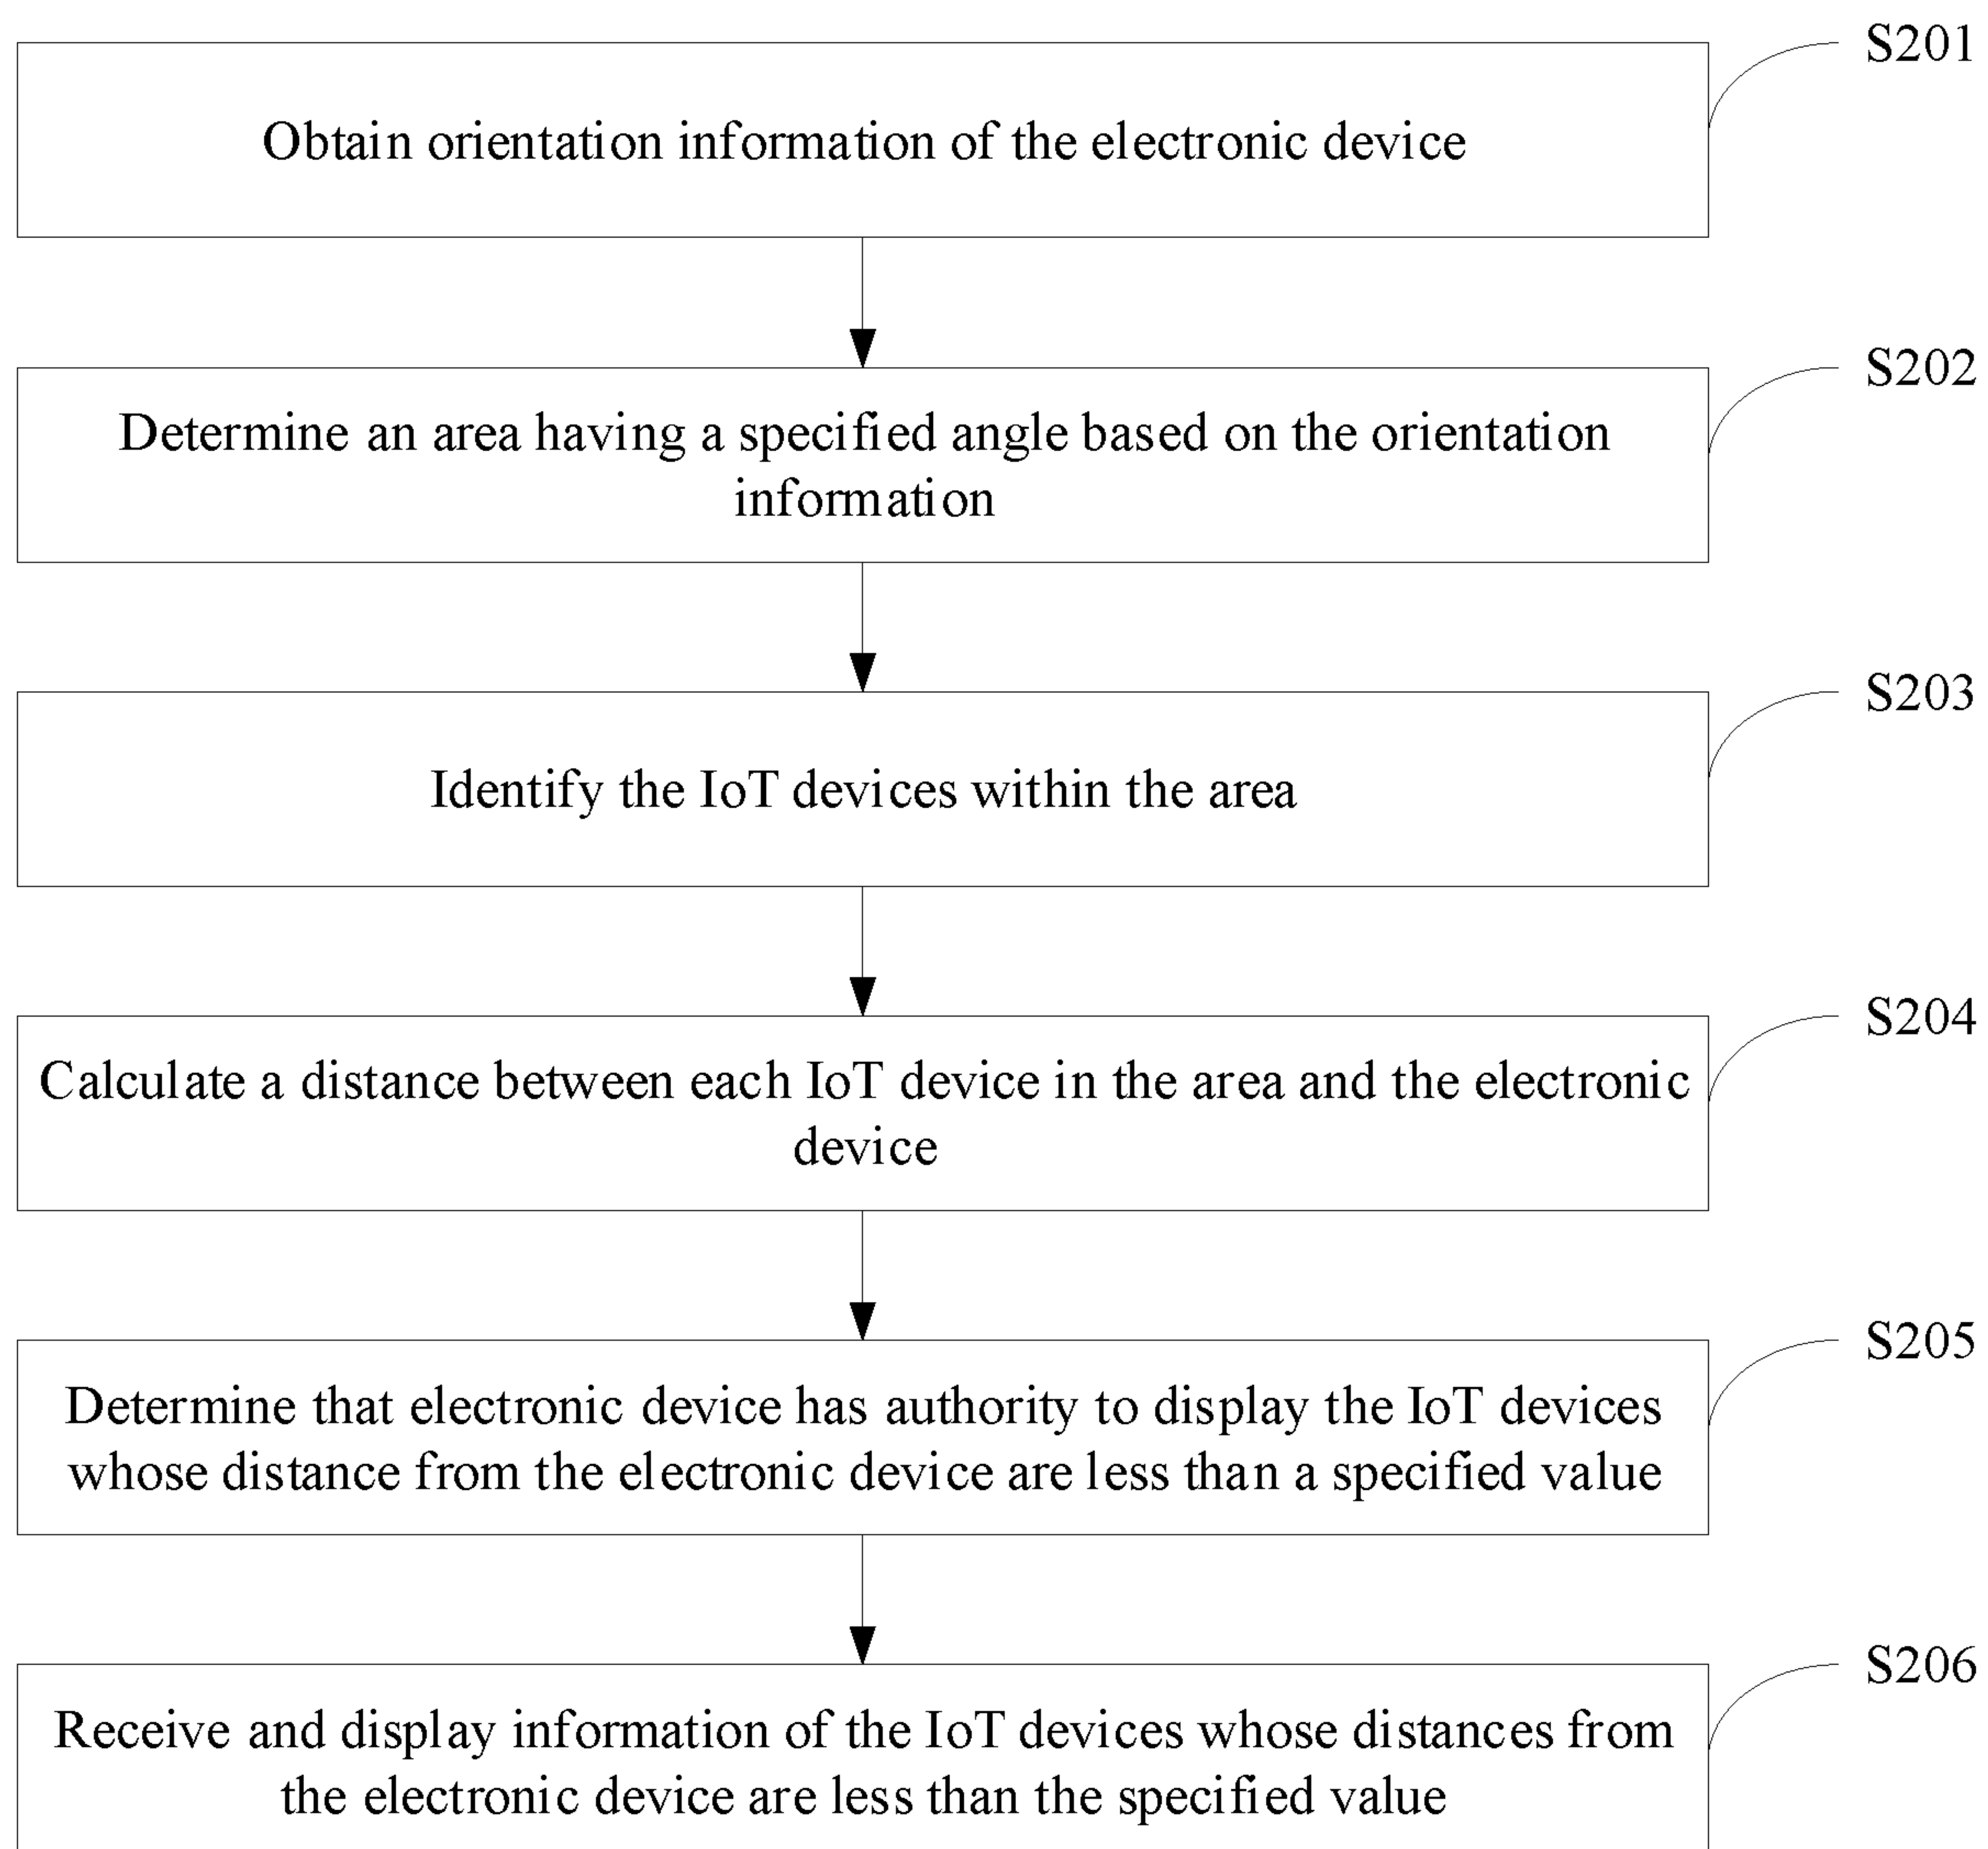 S201
Obtain orientation information of the electronic device
S202
Determine an area having a specified angle based on the orientation
information
S203
Identify the IoT devices within the area
S204
Calculate a distance between each IoT device in the area and the electronic
device
S205
Determine that electronic device has authority to display the IoT devices
whose distance from the electronic device are less than a specified value
S206
Receive and display information of the IoT devices whose distances from
the electronic device are less than the specified value